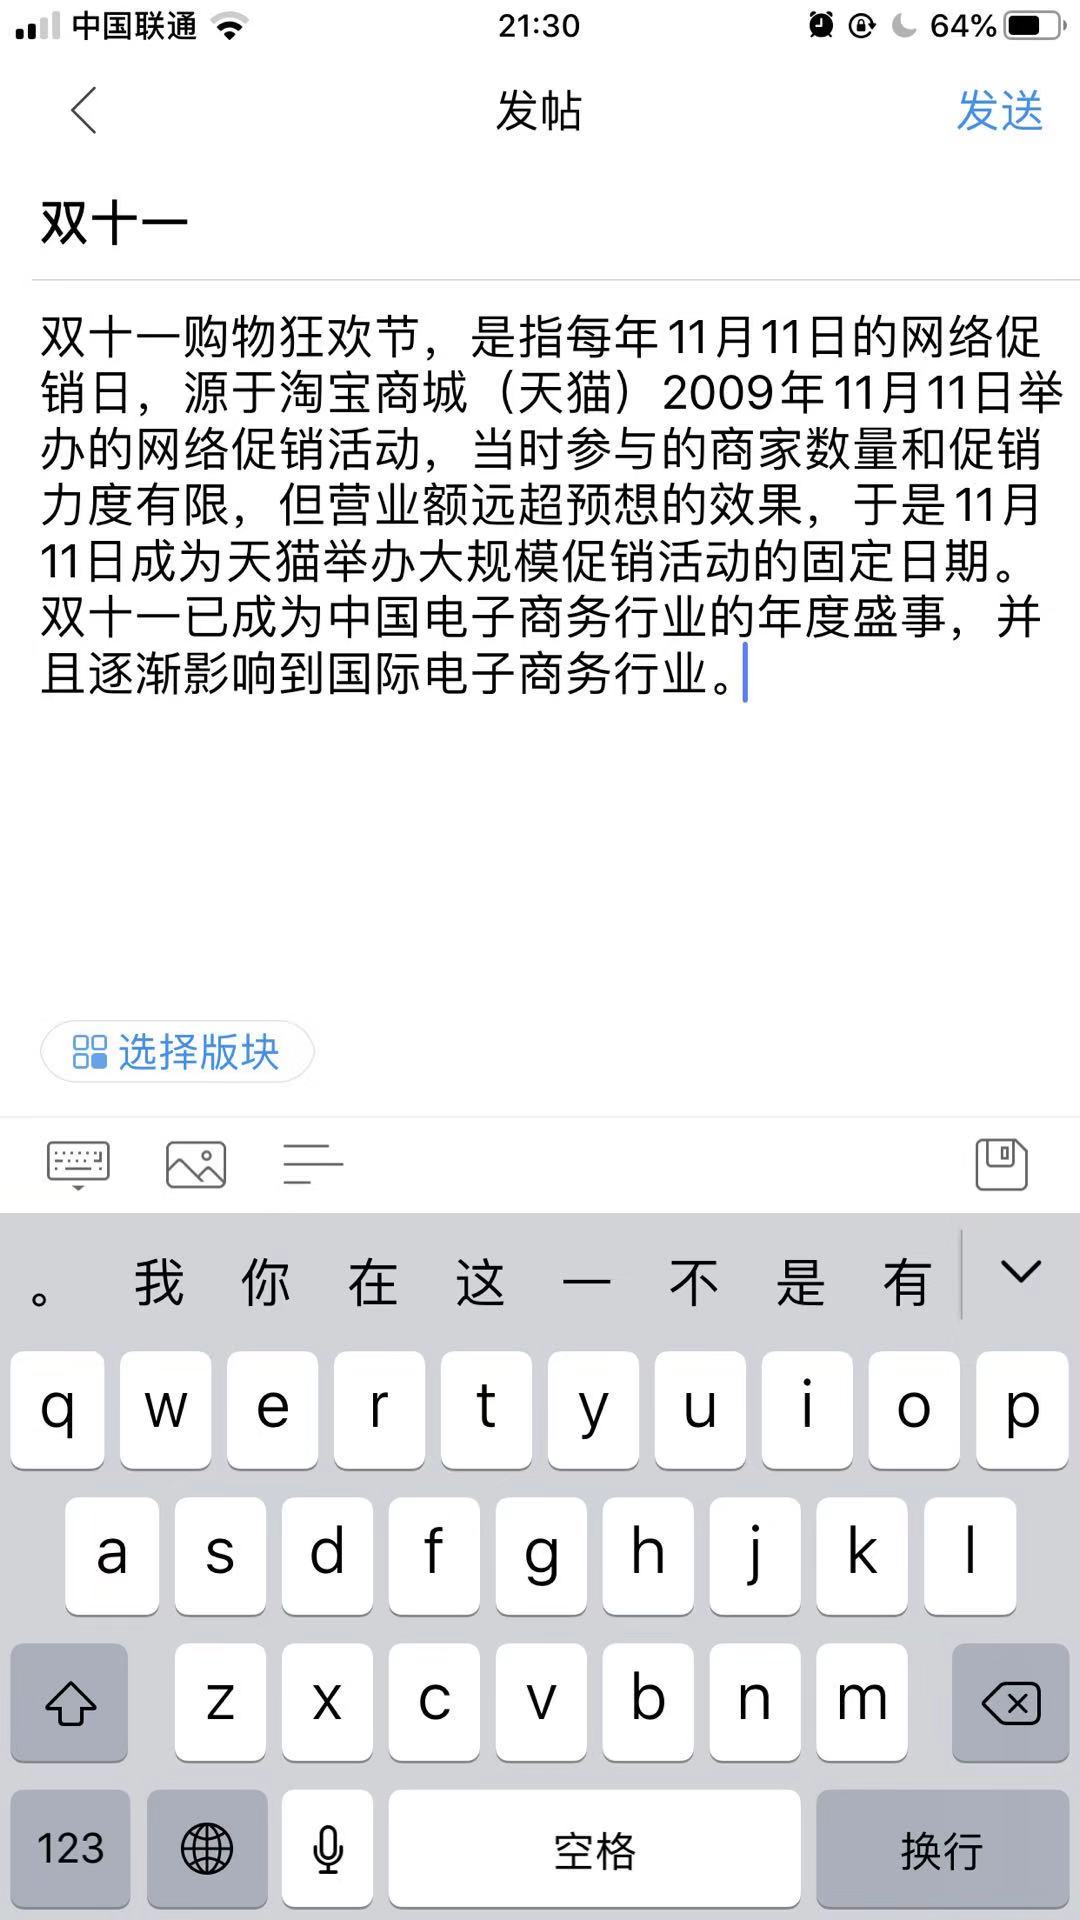 中国联通 21:30 64%
发帖 发送
双十一
双十一购物狂欢节，是指每年11月11日的网络促
销日，源于淘宝商城（天猫）2009年11月11日举
办的网络促销活动，当时参与的商家数量和促销
力度有限，但营业额远超预想的效果，于是11月
11日成为天猫举办大规模促销活动的固定日期。
双十一已成为中国电子商务行业的年度盛事，并
且逐渐影响到国际电子商务行业。
选择版块
。 我 你 在 这 一 不 是 有
q w e r t y u i o p
a s d f g h j k l
z x c v b n m
123 空格 换行